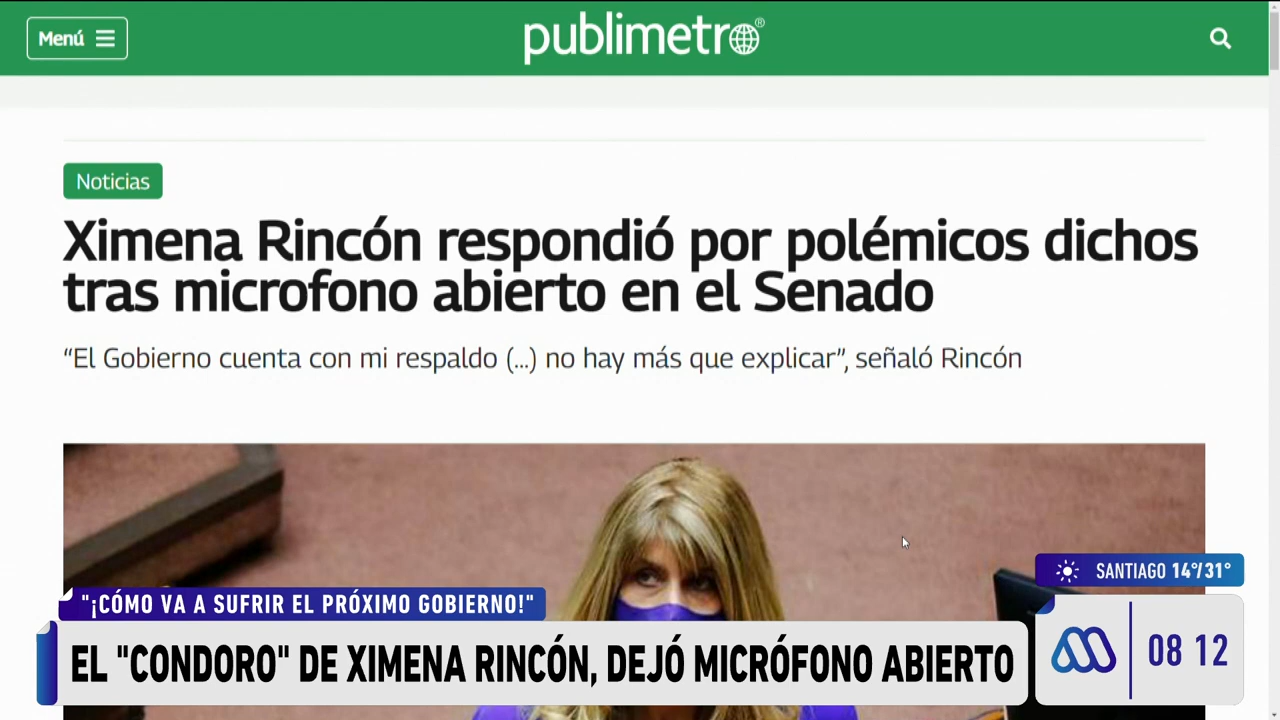 Menú
publimetro®
Noticias
Ximena Rincón respondió por polémicos dichos
tras microfono abierto en el Senado
“El Gobierno cuenta con mi respaldo (...) no hay más que explicar”, señaló Rincón
SANTIAGO 14°/31°
"¡CÓMO VA A SUFRIR EL PRÓXIMO GOBIERNO!"
EL "CONDORO" DE XIMENA RINCÓN, DEJÓ MICRÓFONO ABIERTO
08 12